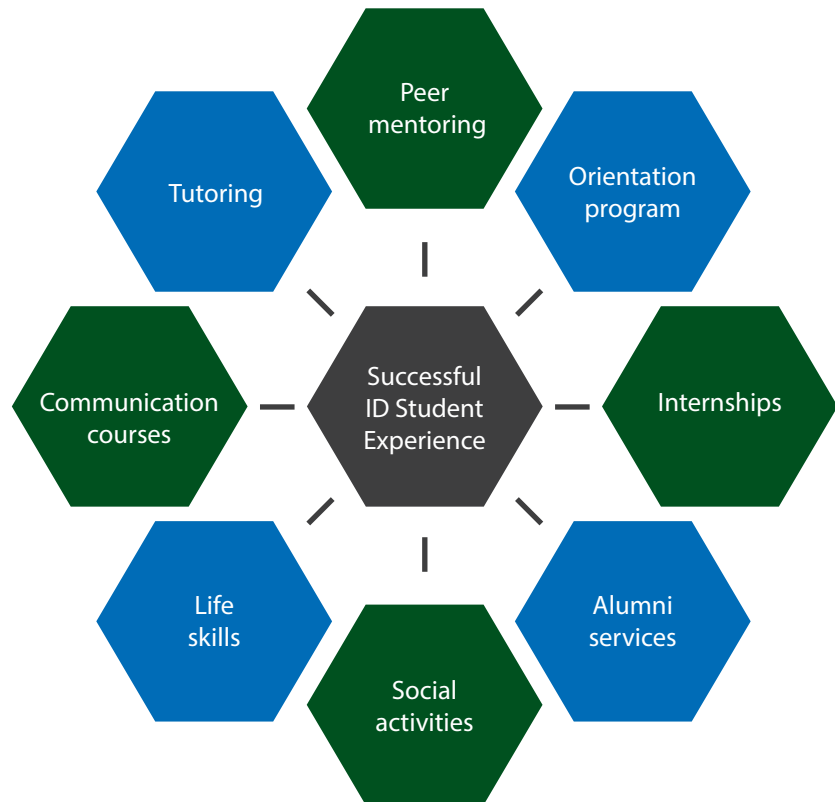 Peer
mentoring
Orientation
program
Tutoring
Successful
ID Student
Experience
Communication
courses
Internships
Life
skills
Alumni
services
Social
activities